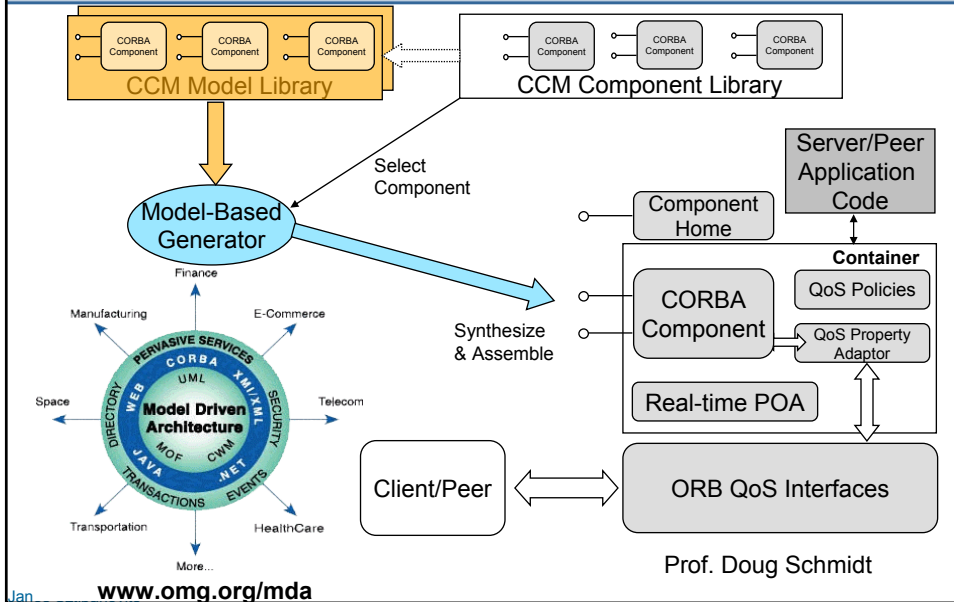 CORBA
Component
CORBA
Component
CORBA
Component
CCM Model Library
CORBA
Component
CORBA
Component
CORBA
Component
CCM Component Library
Select
Component
Server/Peer
Application
Code
Model-Based
Generator
Component
Home
Container
CORBA
Component
QoS Policies
QoS Property
Adaptor
Synthesize
& Assemble
Real-time POA
Client/Peer
ORB QoS Interfaces
Finance
Manufacturing
E-Commerce
Space
Telecom
Transportation
HealthCare
More...
PERVASIVE SERVICES
DIRECTORY
SECURITY
TRANSACTIONS
EVENTS
WEB
CORBA
XMI/XML
JAVA
.NET
UML
Model Driven
Architecture
MOF
CWM
Prof. Doug Schmidt
www.omg.org/mda
Jan